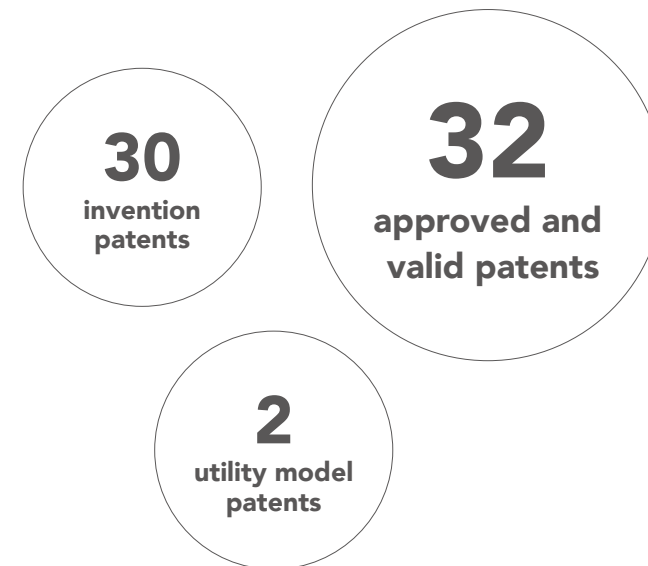 30
invention
patents
32
approved and
valid patents
2
utility model
patents